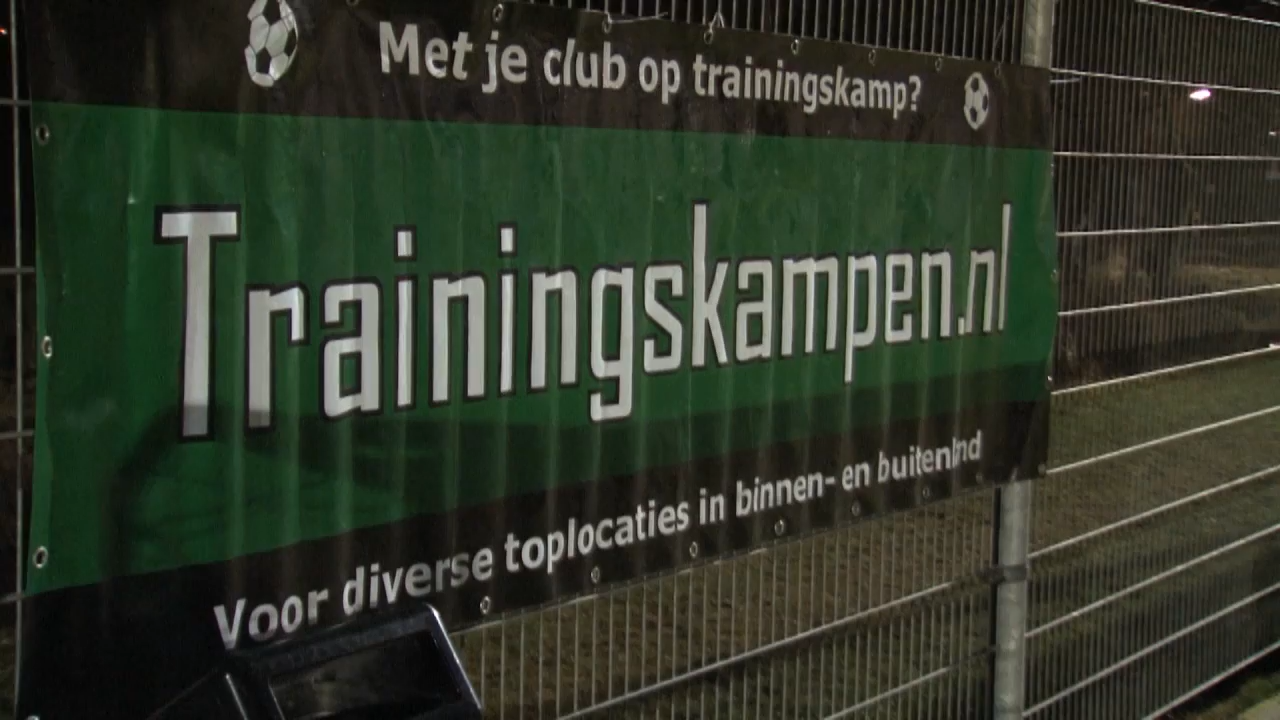 Met je club op trainingskamp?
Trainingskampen.nl
Voor diverse toplocaties in binnen- en buitenland